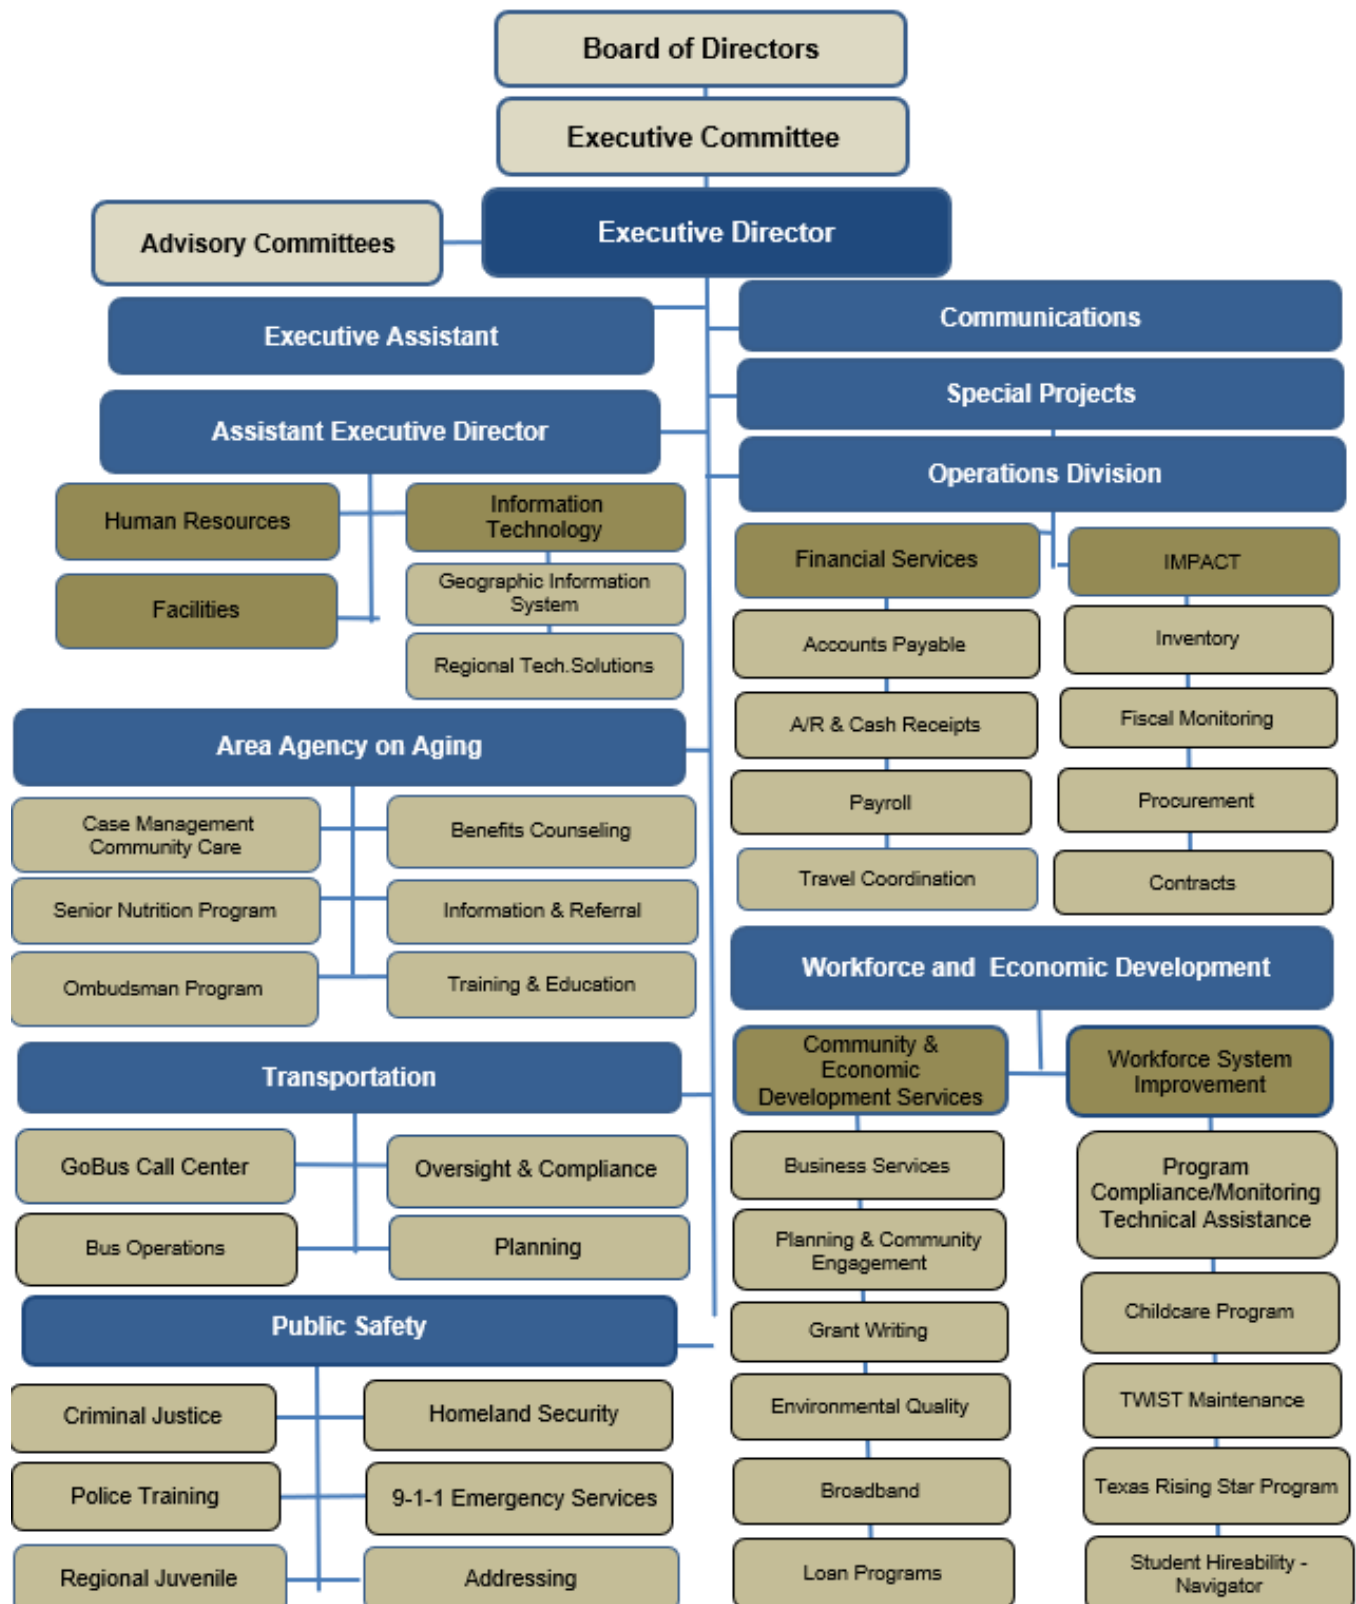 Board of Directors
Executive Committee
Executive Director
Advisory Committees
Executive Assistant
Communications
Special Projects
Assistant Executive Director
Operations Division
Human Resources
Information
Technology
Facilities
Geographic Information
System
Regional Tech.Solutions
Financial Services
IMPACT
Accounts Payable
Inventory
A/R & Cash Receipts
Fiscal Monitoring
Payroll
Procurement
Travel Coordination
Contracts
Area Agency on Aging
Case Management
Community Care
Benefits Counseling
Senior Nutrition Program
Information & Referral
Ombudsman Program
Training & Education
Workforce and Economic Development
Community &
Economic
Development Services
Workforce System
Improvement
Business Services
Program
Compliance/Monitoring
Technical Assistance
Planning & Community
Engagement
Childcare Program
Grant Writing
TWIST Maintenance
Environmental Quality
Texas Rising Star Program
Broadband
Student Hireability -
Navigator
Loan Programs
Transportation
GoBus Call Center
Oversight & Compliance
Bus Operations
Planning
Public Safety
Criminal Justice
Homeland Security
Police Training
9-1-1 Emergency Services
Regional Juvenile
Addressing